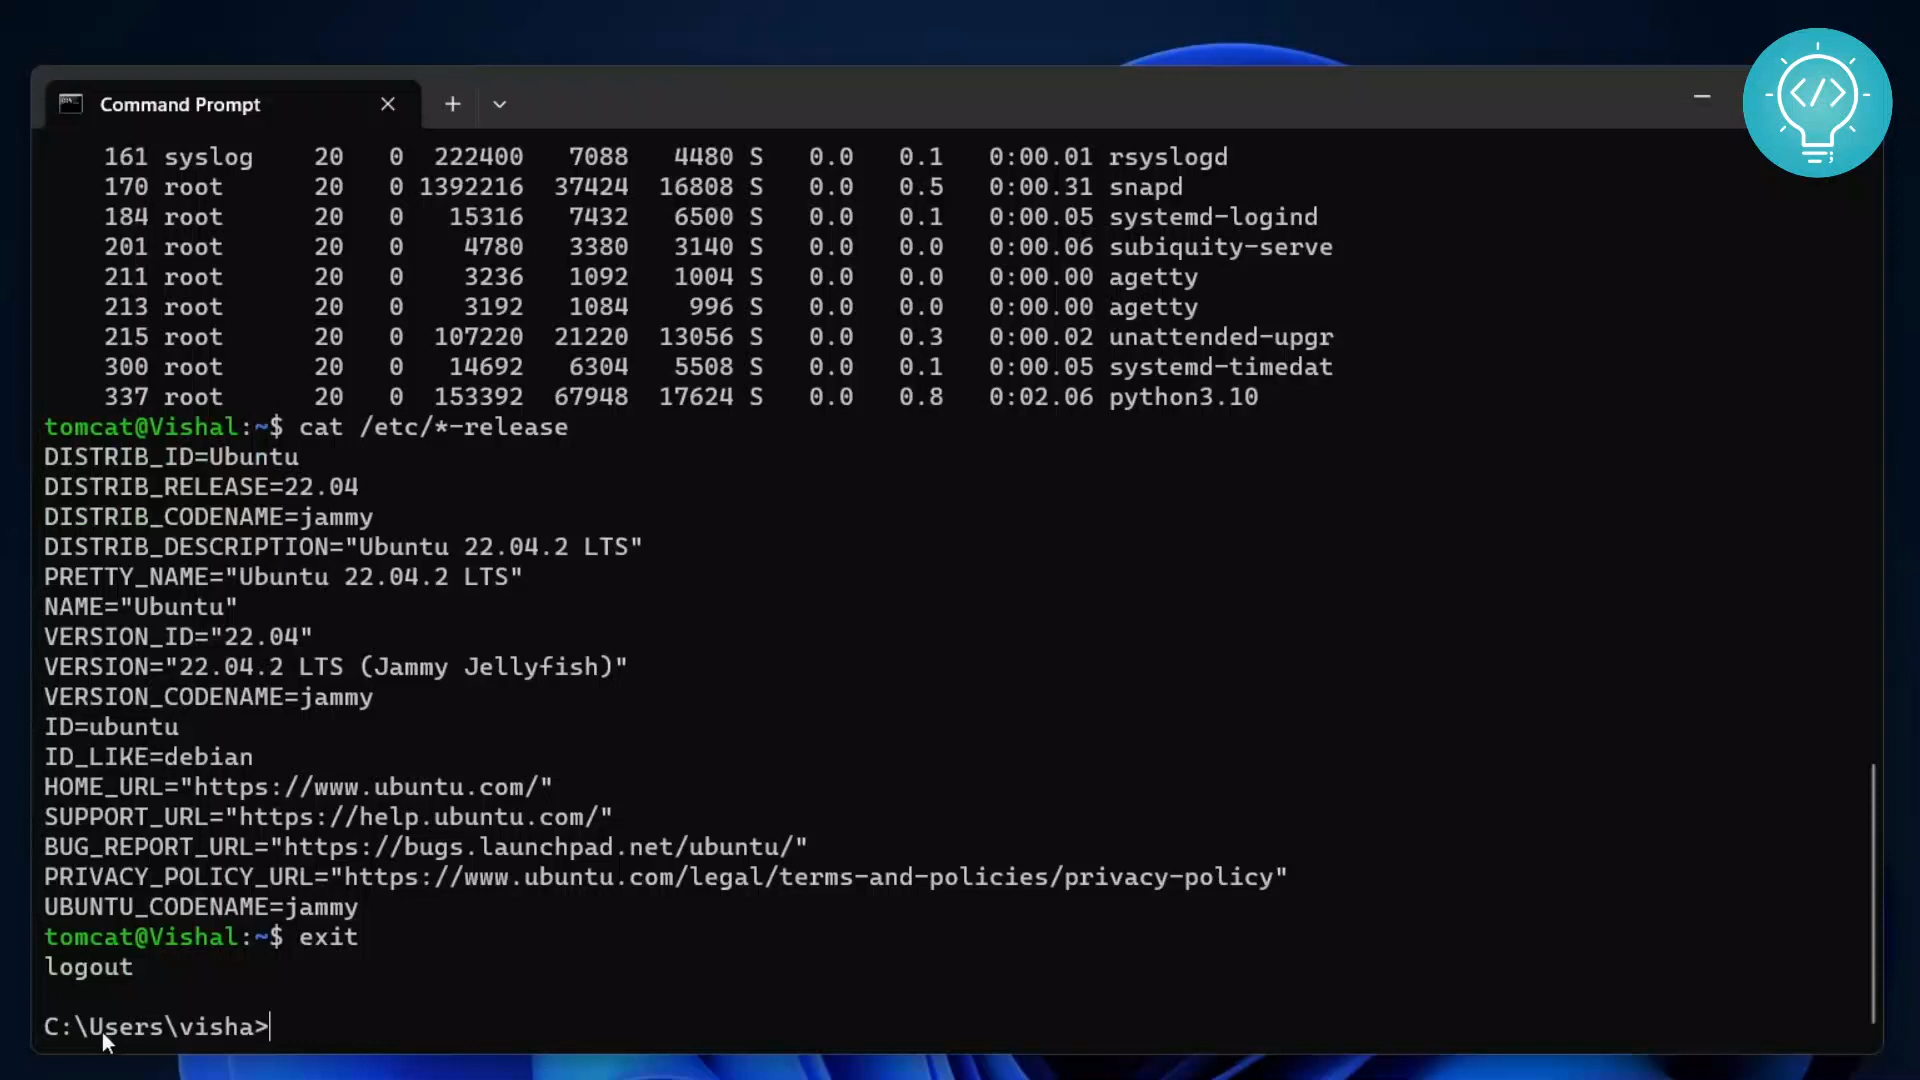 Command Prompt
161 syslog 20 0 222400 7088 4480 S 0.0 0.1 0:00.01 rsyslogd
170 root 20 0 1392216 37424 16808 S 0.0 0.5 0:00.31 snapd
184 root 20 0 15316 7432 6500 S 0.0 0.1 0:00.05 systemd-logind
201 root 20 0 4780 3380 3140 S 0.0 0.0 0:00.06 subiquity-serve
211 root 20 0 3236 1092 1004 S 0.0 0.0 0:00.00 agetty
213 root 20 0 3192 1084 996 S 0.0 0.0 0:00.00 agetty
215 root 20 0 107220 21220 13056 S 0.0 0.3 0:00.02 unattended-upgr
300 root 20 0 14692 6304 5508 S 0.0 0.1 0:00.05 systemd-timedat
337 root 20 0 153392 67948 17624 S 0.0 0.8 0:02.06 python3.10
tomcat@Vishal:~$ cat /etc/*-release
DISTRIB_ID=Ubuntu
DISTRIB_RELEASE=22.04
DISTRIB_CODENAME=jammy
DISTRIB_DESCRIPTION="Ubuntu 22.04.2 LTS"
PRETTY_NAME="Ubuntu 22.04.2 LTS"
NAME="Ubuntu"
VERSION_ID="22.04"
VERSION="22.04.2 LTS (Jammy Jellyfish)"
VERSION_CODENAME=jammy
ID=ubuntu
ID_LIKE=debian
HOME_URL="https://www.ubuntu.com/"
SUPPORT_URL="https://help.ubuntu.com/"
BUG_REPORT_URL="https://bugs.launchpad.net/ubuntu/"
PRIVACY_POLICY_URL="https://www.ubuntu.com/legal/terms-and-policies/privacy-policy"
UBUNTU_CODENAME=jammy
tomcat@Vishal:~$ exit
logout
C:\Users\visha>